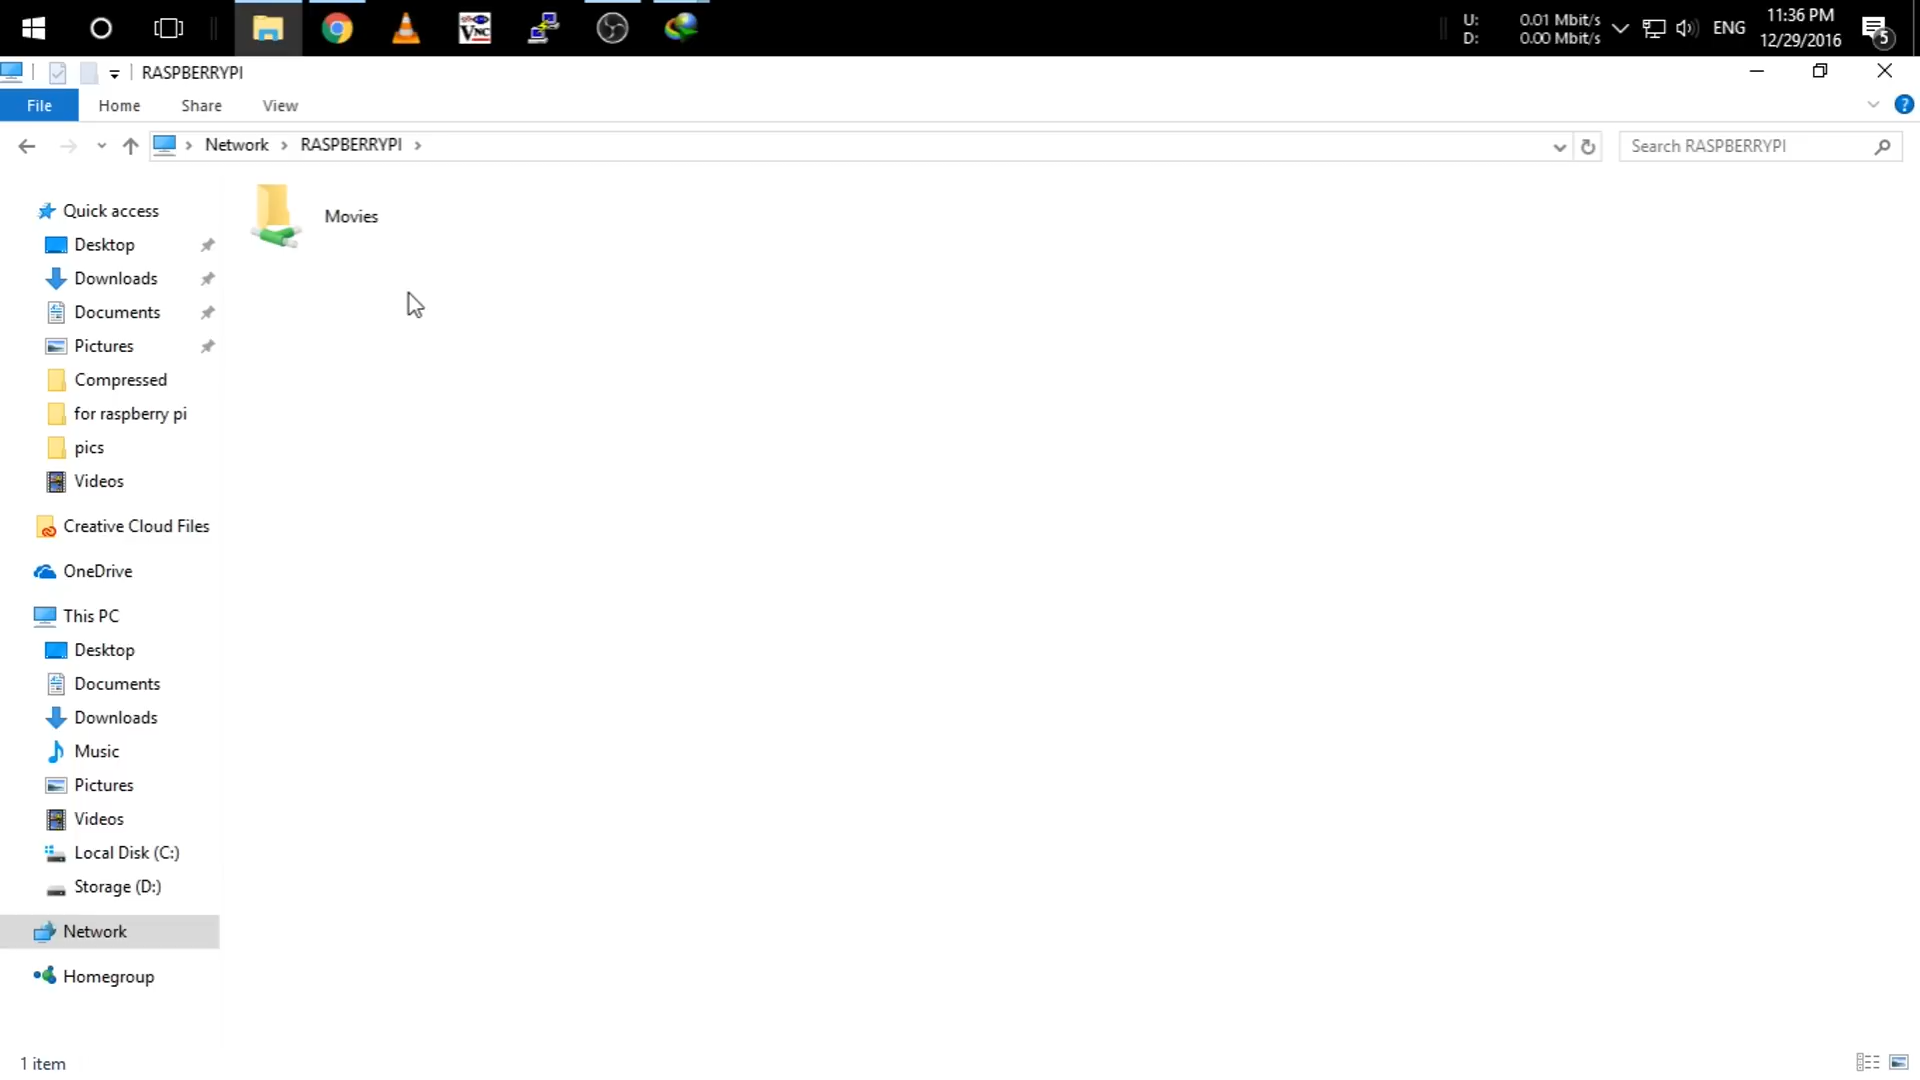 VNC
U: 0.01 Mbit/s
D: 0.00 Mbit/s
ENG
11:36 PM
12/29/2016
5
RASPBERRYPI
File Home Share View
Network RASPBERRYPI
Search RASPBERRYPI
Quick access
Desktop
Downloads
Documents
Pictures
Compressed
for raspberry pi
pics
Videos
Creative Cloud Files
OneDrive
This PC
Desktop
Documents
Downloads
Music
Pictures
Videos
Local Disk (C:)
Storage (D:)
Network
Homegroup
Movies
1 item